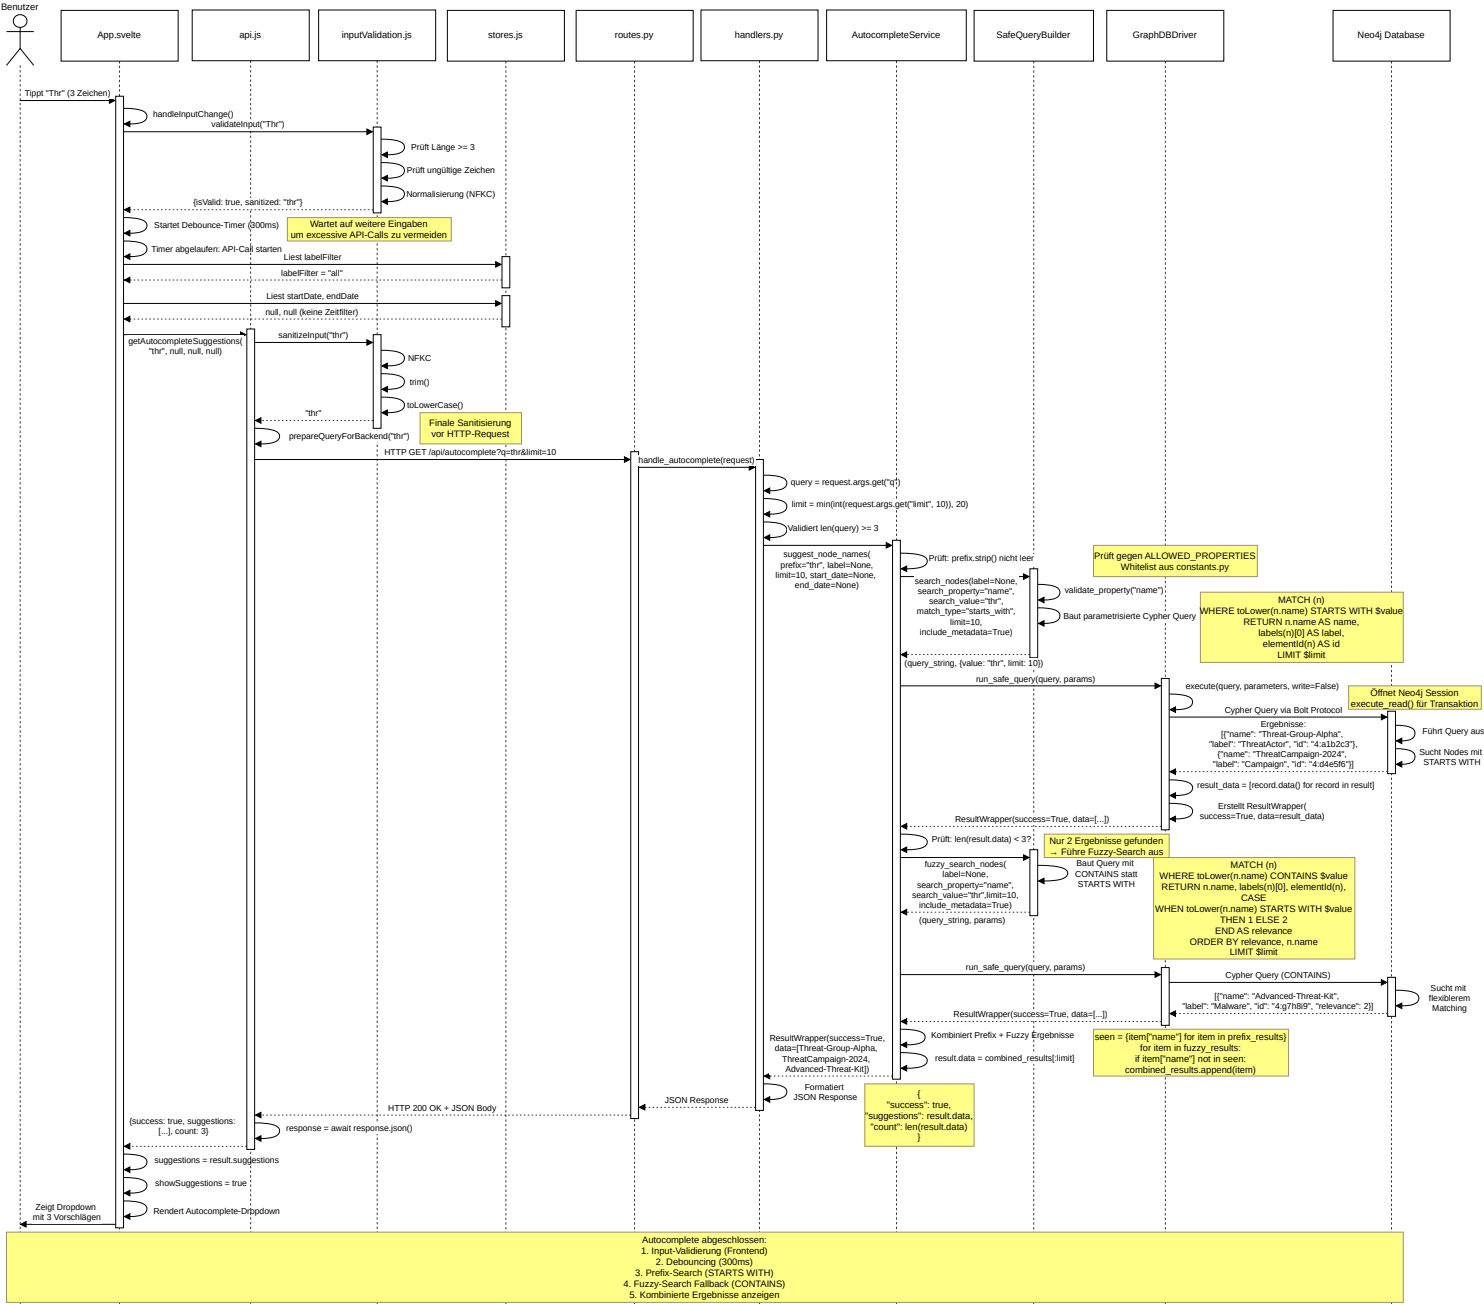 Benutzer
App.svelte
api.js
inputValidation.js
stores.js
routes.py
handlers.py
AutocompleteService
SafeQueryBuilder
GraphDBDriver
Neo4j Database
Tippt "Thr" (3 Zeichen)
handleInputChange()
validateInput("Thr")
Prüft Länge >= 3
Prüft ungültige Zeichen
Normalisierung (NFKC)
{isValid: true, sanitized: "thr"}
Startet Debounce-Timer (300ms)
Wartet auf weitere Eingaben
um excessive API-Calls zu vermeiden
Timer abgelaufen: API-Call starten
Liest labelFilter
labelFilter = "all"
Liest startDate, endDate
null, null (keine Zeitfilter)
getAutocompleteSuggestions(
"thr", null, null, null)
sanitizeInput("thr")
NFKC
trim()
toLowerCase()
"thr"
Finale Sanitisierung
vor HTTP-Request
prepareQueryForBackend("thr")
HTTP GET /api/autocomplete?q=thr&limit=10
handle_autocomplete(request)
query = request.args.get("q")
limit = min(int(request.args.get("limit", 10)), 20)
Validiert len(query) >= 3
suggest_node_names(
prefix="thr", label=None,
limit=10, start_date=None,
end_date=None)
Prüft: prefix.strip() nicht leer
Prüft gegen ALLOWED_PROPERTIES
Whitelist aus constants.py
search_nodes(label=None,
search_property="name",
search_value="thr",
match_type="starts_with",
limit=10,
include_metadata=True)
validate_property("name")
Baut parametrisierte Cypher Query
MATCH (n)
WHERE toLower(n.name) STARTS WITH $value
RETURN n.name AS name,
labels(n)[0] AS label,
elementId(n) AS id
LIMIT $limit
(query_string, {value: "thr", limit: 10})
run_safe_query(query, params)
execute(query, parameters, write=False)
Öffnet Neo4j Session
execute_read() für Transaktion
Cypher Query via Bolt Protocol
Führt Query aus
Sucht Nodes mit
STARTS WITH
Ergebnisse:
[{"name": "Threat-Group-Alpha",
"label": "ThreatActor", "id": "4:a1b2c3"},
{"name": "ThreatCampaign-2024",
"label": "Campaign", "id": "4:d4e5f6"}]
result_data = [record.data() for record in result]
Erstellt ResultWrapper(
success=True, data=result_data)
ResultWrapper(success=True, data=[...])
Prüft: len(result.data) < 3?
Nur 2 Ergebnisse gefunden
→ Führe Fuzzy-Search aus
fuzzy_search_nodes(
label=None,
search_property="name",
search_value="thr",limit=10,
include_metadata=True)
Baut Query mit
CONTAINS statt
STARTS WITH
MATCH (n)
WHERE toLower(n.name) CONTAINS $value
RETURN n.name, labels(n)[0], elementId(n),
CASE
WHEN toLower(n.name) STARTS WITH $value
THEN 1 ELSE 2
END AS relevance
ORDER BY relevance, n.name
LIMIT $limit
(query_string, params)
run_safe_query(query, params)
Cypher Query (CONTAINS)
Sucht mit
flexiblerem
Matching
[{"name": "Advanced-Threat-Kit",
"label": "Malware", "id": "4:g7h8i9", "relevance": 2}]
ResultWrapper(success=True, data=[...])
Kombiniert Prefix + Fuzzy Ergebnisse
result.data = combined_results[:limit]
seen = {item["name"] for item in prefix_results}
for item in fuzzy_results:
if item["name"] not in seen:
combined_results.append(item)
ResultWrapper(success=True,
data=[Threat-Group-Alpha,
ThreatCampaign-2024,
Advanced-Threat-Kit])
Formatiert
JSON Response
{
"success": true,
"suggestions": result.data,
"count": len(result.data)
}
JSON Response
HTTP 200 OK + JSON Body
response = await response.json()
{success: true, suggestions:
[...], count: 3}
suggestions = result.suggestions
showSuggestions = true
Rendert Autocomplete-Dropdown
Zeigt Dropdown
mit 3 Vorschlägen
Autocomplete abgeschlossen:
1. Input-Validierung (Frontend)
2. Debouncing (300ms)
3. Prefix-Search (STARTS WITH)
4. Fuzzy-Search Fallback (CONTAINS)
5. Kombinierte Ergebnisse anzeigen